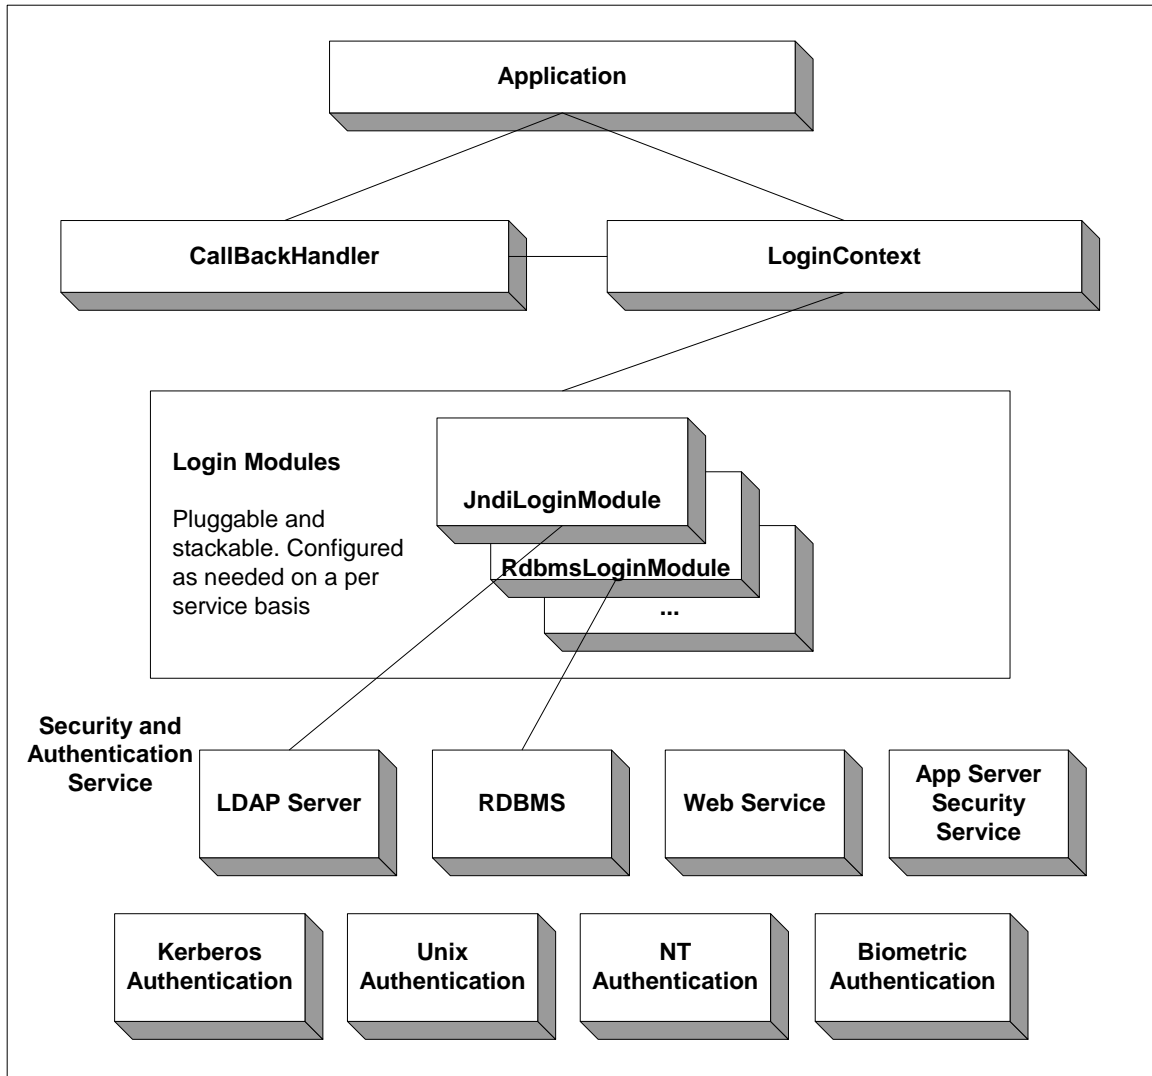 Application
CallBackHandler
LoginContext
Login Modules
Pluggable and
stackable. Configured
as needed on a per
service basis
JndiLoginModule
RdbmsLoginModule
...
Security and
Authentication
Service
LDAP Server
RDBMS
Web Service
App Server
Security
Service
Kerberos
Authentication
Unix
Authentication
NT
Authentication
Biometric
Authentication